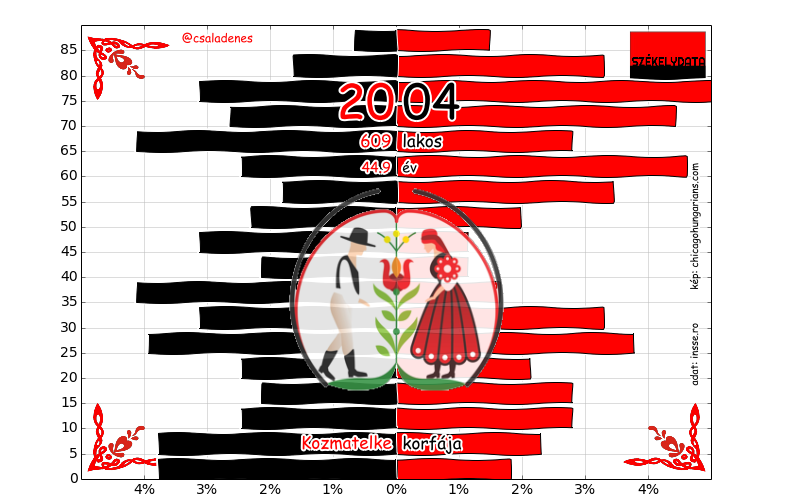 @csaladenes
SZÉKELYDATA
2004
609 lakos
44.9 év
kép: chicagohungarians.com
adat: insse.ro
Kozmatelke korfája
85
80
75
70
65
60
55
50
45
40
35
30
25
20
15
10
5
0
4% 3% 2% 1% 0% 1% 2% 3% 4%